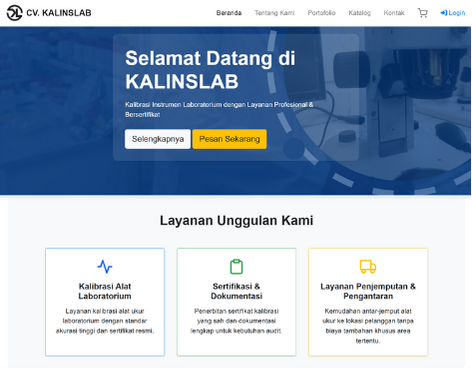 CV. KALINSLAB
Beranda Tentang Kami Portofolio Katalog Kontak Login
Selamat Datang di
KALINSLAB
Kalibrasi Instrumen Laboratorium dengan Layanan Profesional &
Bersertifikat
Selengkapnya Pesan Sekarang
Layanan Unggulan Kami
Kalibrasi Alat
Laboratorium
Layanan kalibrasi alat ukur
laboratorium dengan standar
akurasi tinggi dan sertifikat resmi.
Sertifikasi &
Dokumentasi
Penerbitan sertifikat kalibrasi
yang sah dan dokumentasi
lengkap untuk kebutuhan audit.
Layanan Penjemputan &
Pengantaran
Kemudahan antar-jemput alat
ukur ke lokasi pelanggan tanpa
biaya tambahan khusus area
tertentu.